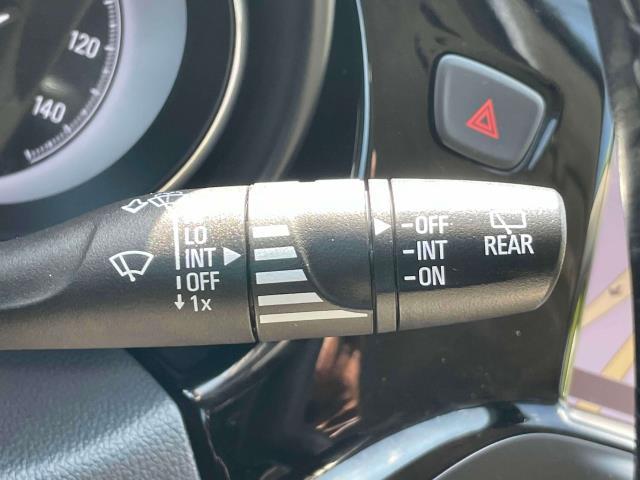 120
140
LO
INT
OFF
1x
-OFF
-INT
-ON
REAR